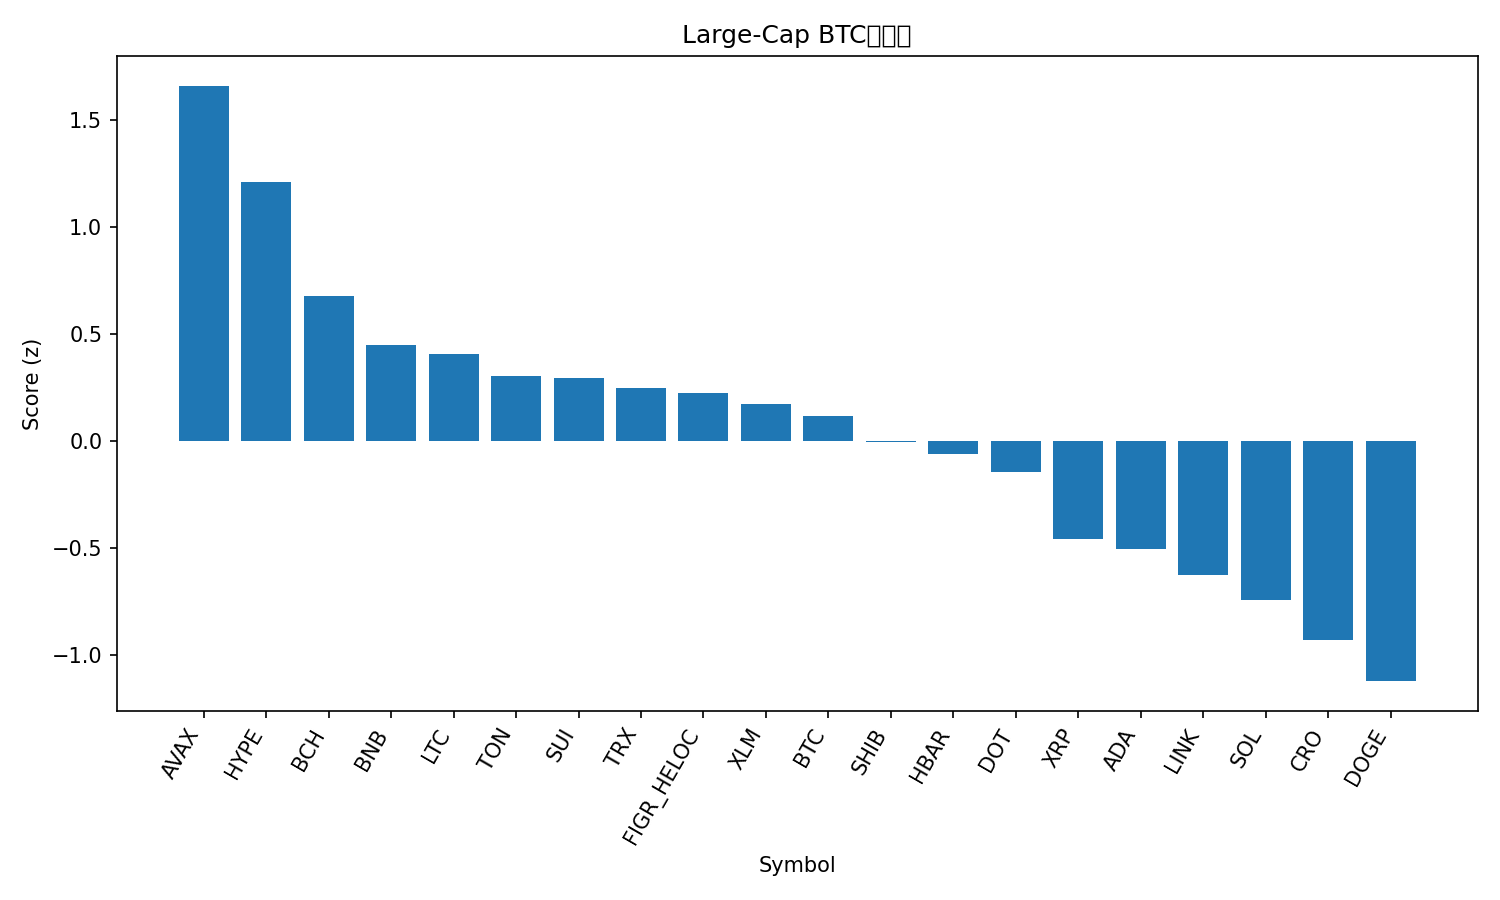 Large-Cap BTC
Score (z)
1.5
1.0
0.5
0.0
−0.5
−1.0
AVAX
HYPE
BCH
BNB
LTC
TON
SUI
TRX
FIGR_HELOC
XLM
BTC
SHIB
HBAR
DOT
XRP
ADA
LINK
SOL
CRO
DOGE
Symbol